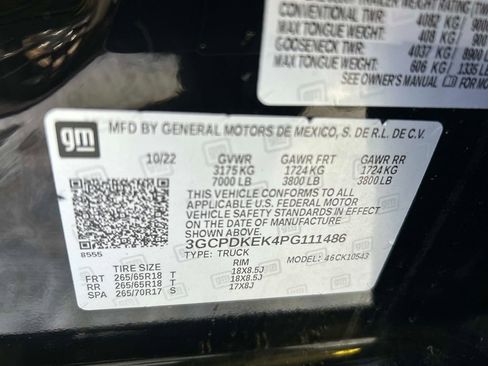 TRAILER WEIGHT RATING
CONVENTIONAL TWR: 4082 KG
MAX TONGUE WEIGHT: 408 KG
GOOSENECK TWR: 4037 KG 8900
MAX TONGUE WEIGHT: 606 KG 1335 LB
SEE OWNER'S MANUAL FOR MO
gm
MFD BY GENERAL MOTORS DE MEXICO, S. DE R.L. DE C.V.
10/22 GVWR GAWR FRT GAWR RR
3175 KG 1724 KG 1724 KG
7000 LB 3800 LB 3800 LB
THIS VEHICLE CONFORMS TO ALL
APPLICABLE U.S. FEDERAL MOTOR
VEHICLE SAFETY STANDARDS IN
EFFECT ON THE DATE OF MANUFACTURE
SHOWN ABOVE.
3GCPDKEK4PG111486
8555 TYPE: TRUCK MODEL: 46CK10543
TIRE SIZE RIM
FRT 265/65R18 T 18X8.5J
RR 265/65R18 T 18X8.5J
SPA 265/70R17 S 17X8J